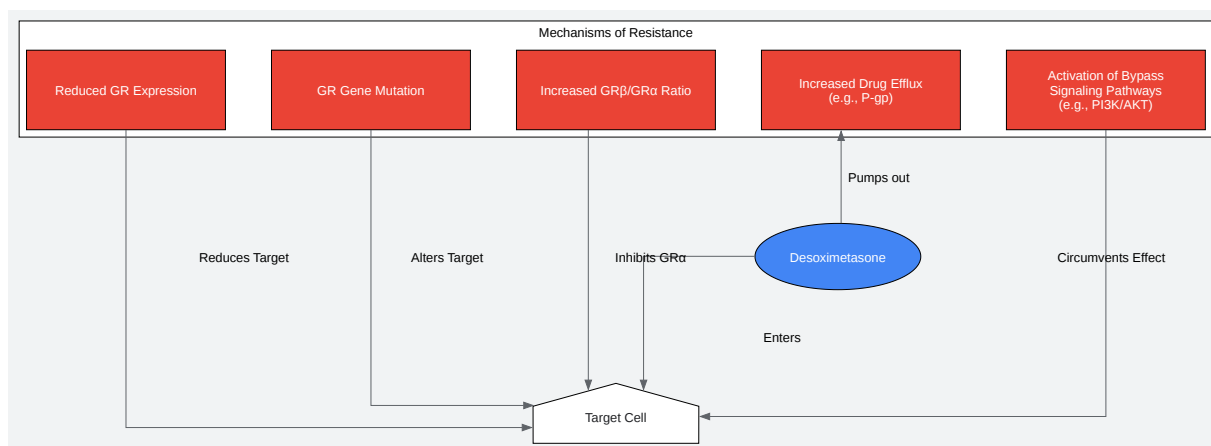 Mechanisms of Resistance
Reduced GR Expression
GR Gene Mutation
Increased GRβ/GRα Ratio
Increased Drug Efflux
(e.g., P-gp)
Activation of Bypass
Signaling Pathways
(e.g., PI3K/AKT)
Pumps out
Reduces Target
Alters Target
Inhibits GRα
Desoximetasone
Circumvents Effect
Enters
Target Cell